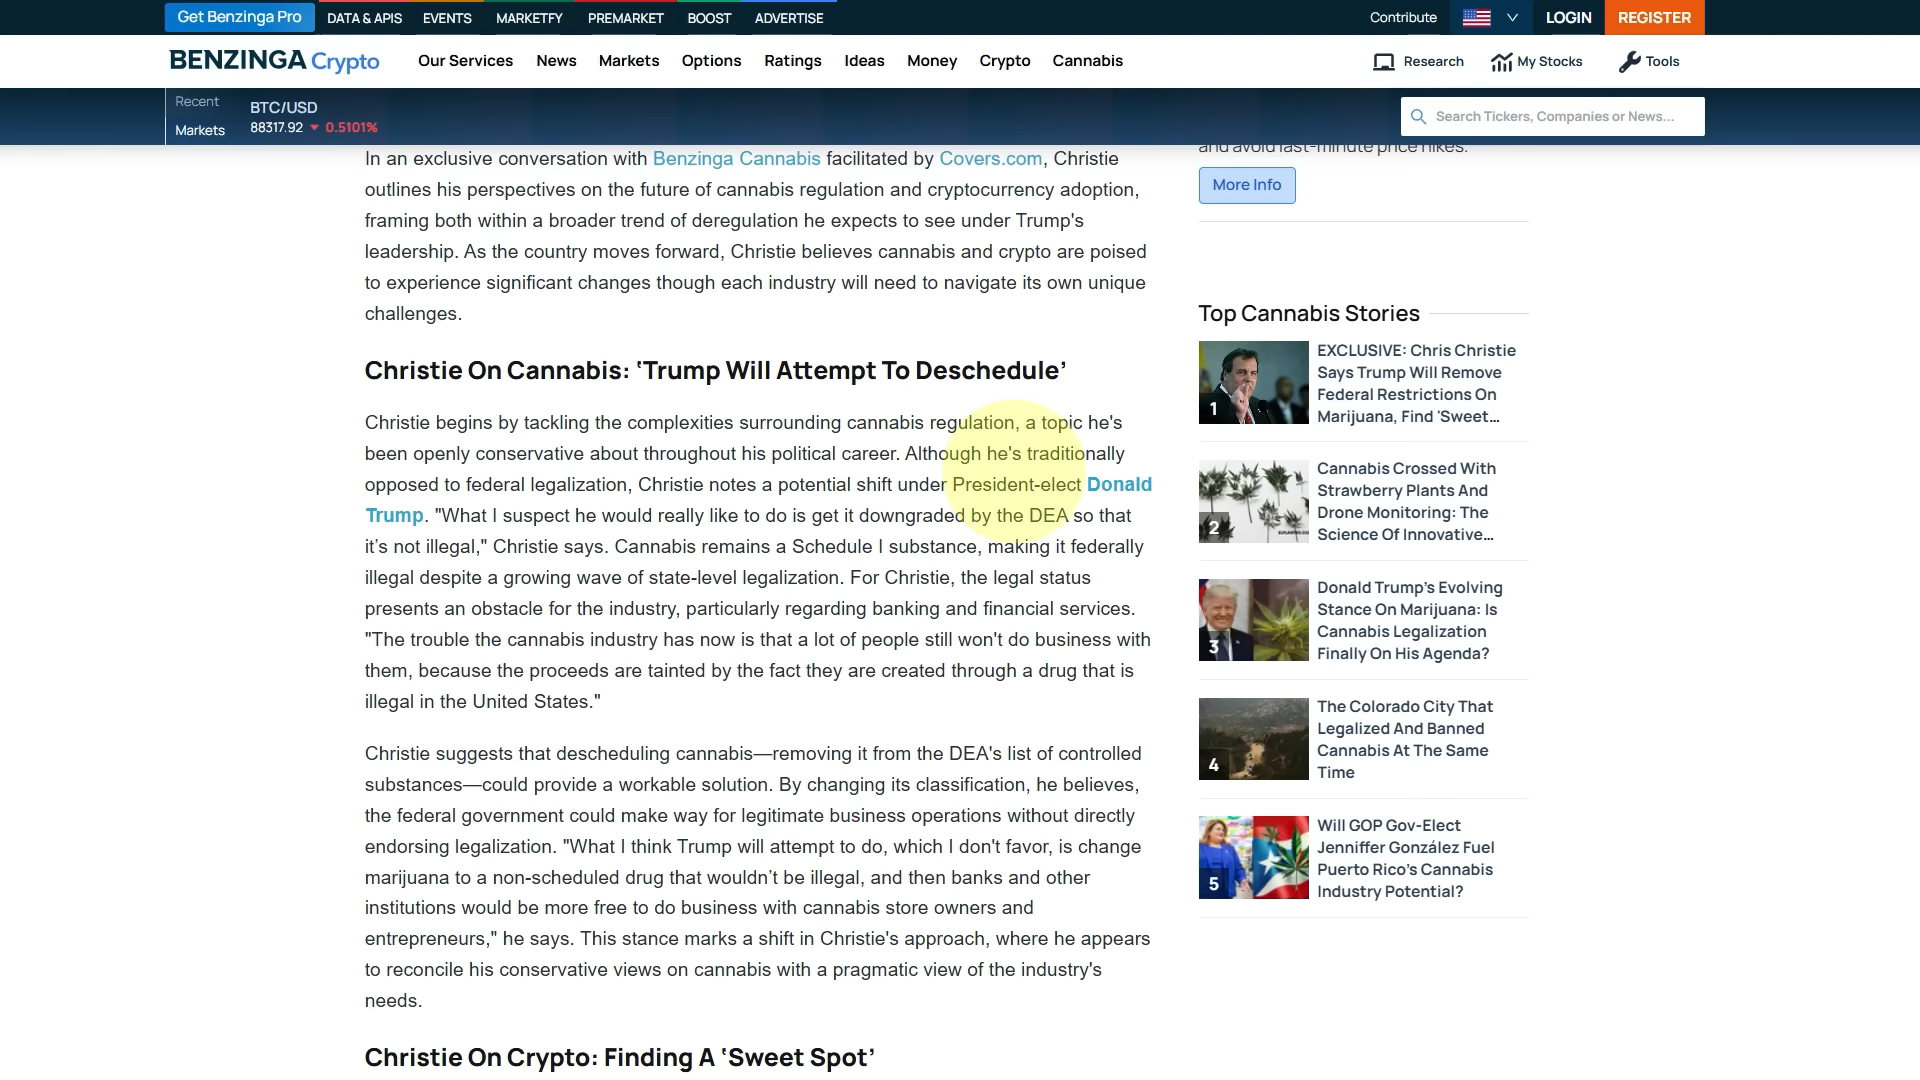 Get Benzinga Pro
DATA & APIS
EVENTS
MARKETFY
PREMARKET
BOOST
ADVERTISE
Contribute
LOGIN
REGISTER
BENZINGA Crypto
Our Services
News
Markets
Options
Ratings
Ideas
Money
Crypto
Cannabis
Research
My Stocks
Tools
Recent
Markets
BTC/USD
88317.92 ▼ 0.5101%
Search Tickers, Companies or News...
In an exclusive conversation with Benzinga Cannabis facilitated by Covers.com, Christie
outlines his perspectives on the future of cannabis regulation and cryptocurrency adoption,
framing both within a broader trend of deregulation he expects to see under Trump's
leadership. As the country moves forward, Christie believes cannabis and crypto are poised
to experience significant changes though each industry will need to navigate its own unique
challenges.
Christie On Cannabis: ‘Trump Will Attempt To Deschedule’
Christie begins by tackling the complexities surrounding cannabis regulation, a topic he's
been openly conservative about throughout his political career. Although he's traditionally
opposed to federal legalization, Christie notes a potential shift under President-elect Donald
Trump. "What I suspect he would really like to do is get it downgraded by the DEA so that
it’s not illegal," Christie says. Cannabis remains a Schedule I substance, making it federally
illegal despite a growing wave of state-level legalization. For Christie, the legal status
presents an obstacle for the industry, particularly regarding banking and financial services.
"The trouble the cannabis industry has now is that a lot of people still won't do business with
them, because the proceeds are tainted by the fact they are created through a drug that is
illegal in the United States."
Christie suggests that descheduling cannabis—removing it from the DEA's list of controlled
substances—could provide a workable solution. By changing its classification, he believes,
the federal government could make way for legitimate business operations without directly
endorsing legalization. "What I think Trump will attempt to do, which I don't favor, is change
marijuana to a non-scheduled drug that wouldn’t be illegal, and then banks and other
institutions would be more free to do business with cannabis store owners and
entrepreneurs," he says. This stance marks a shift in Christie's approach, where he appears
to reconcile his conservative views on cannabis with a pragmatic view of the industry's
needs.
Christie On Crypto: Finding A ‘Sweet Spot’
and avoid last-minute price hikes.
More Info
Top Cannabis Stories
1
EXCLUSIVE: Chris Christie
Says Trump Will Remove
Federal Restrictions On
Marijuana, Find 'Sweet...
2
Cannabis Crossed With
Strawberry Plants And
Drone Monitoring: The
Science Of Innovative...
3
Donald Trump's Evolving
Stance On Marijuana: Is
Cannabis Legalization
Finally On His Agenda?
4
The Colorado City That
Legalized And Banned
Cannabis At The Same
Time
5
Will GOP Gov-Elect
Jenniffer González Fuel
Puerto Rico's Cannabis
Industry Potential?